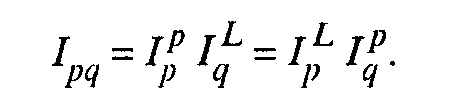 $I_{pq} = I_p^p I_q^L = I_p^L I_q^p.$